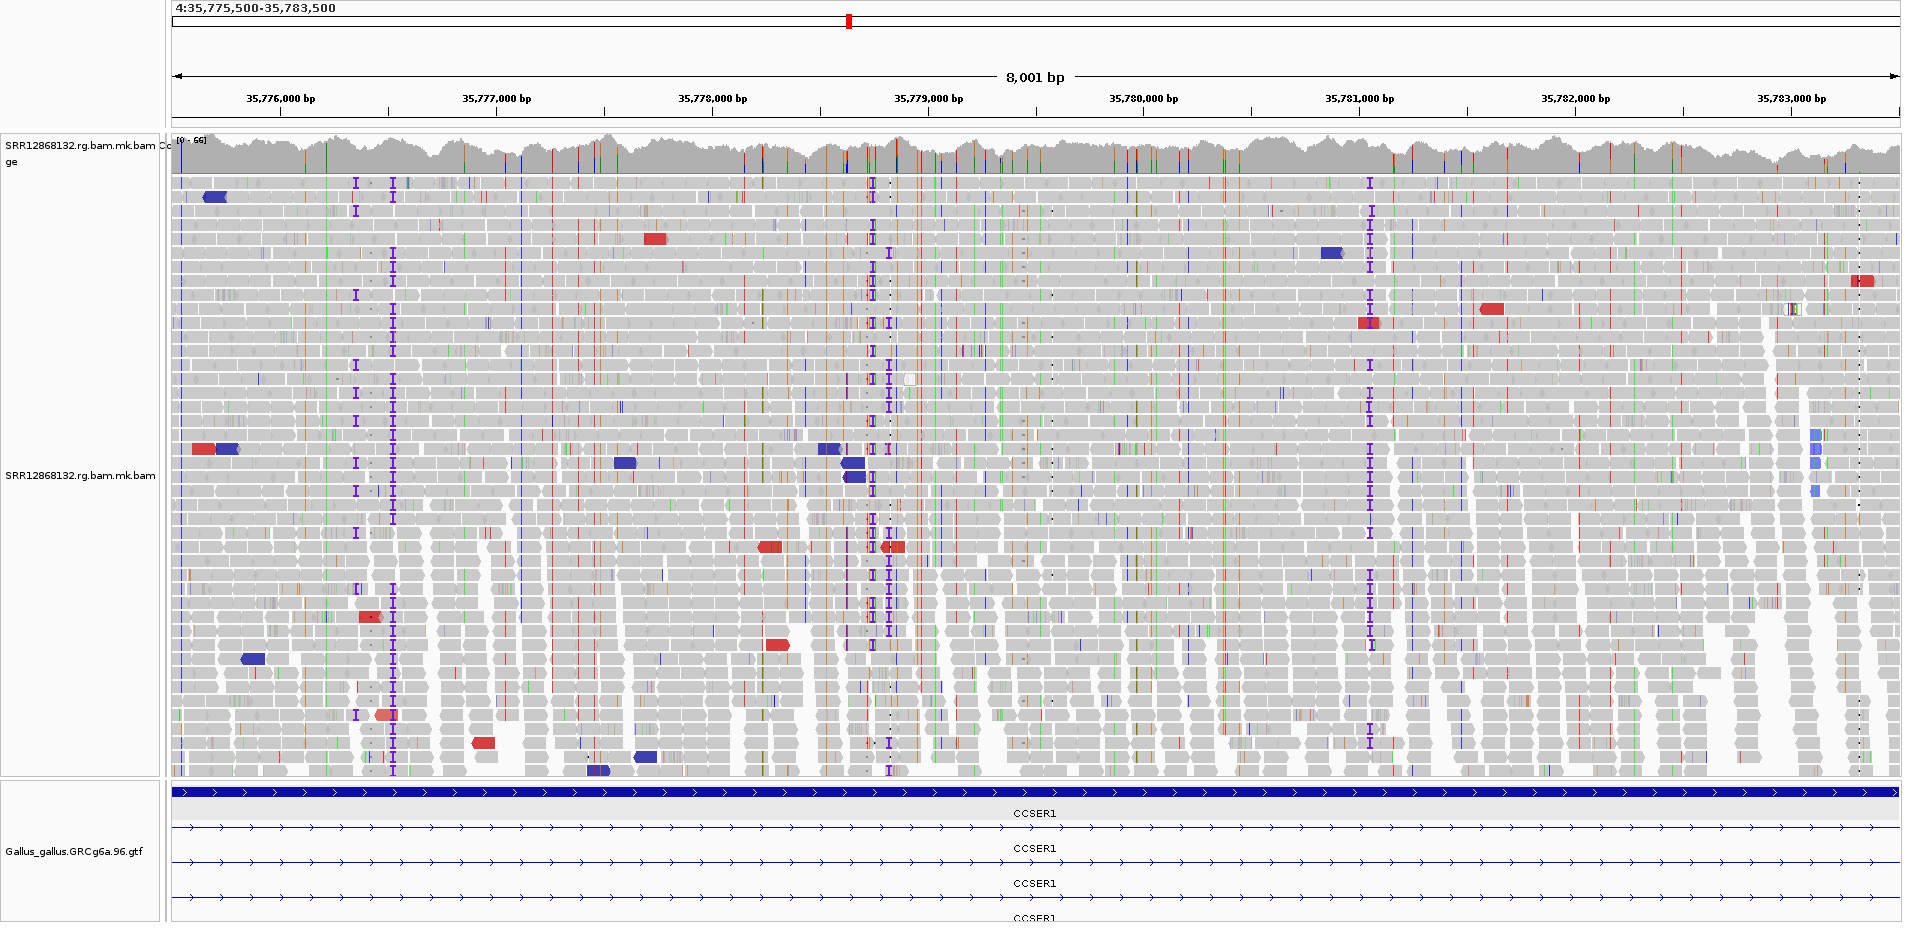 4:35,775,500-35,783,500
8,001 bp
35,776,000 bp 35,777,000 bp 35,778,000 bp 35,779,000 bp 35,780,000 bp 35,781,000 bp 35,782,000 bp 35,783,000 bp
SRR12868132.rg.bam.mk.bam Co
ge
[0 - 66]
SRR12868132.rg.bam.mk.bam
CCSER1
CCSER1
Gallus_gallus.GRCg6a.96.gtf
CCSER1
CCSER1